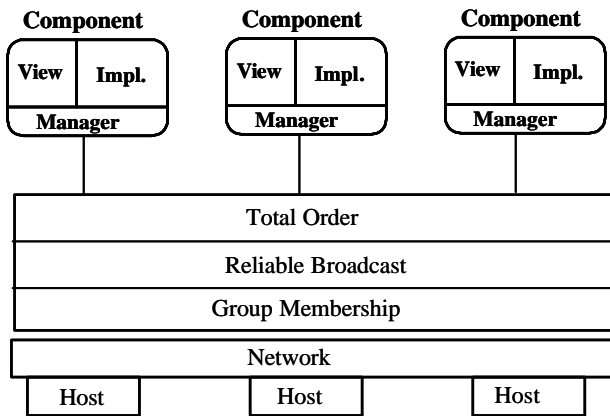 Component Component Component
View Impl. View Impl. View Impl.
Manager Manager Manager
Total Order
Reliable Broadcast
Group Membership
Network
Host Host Host